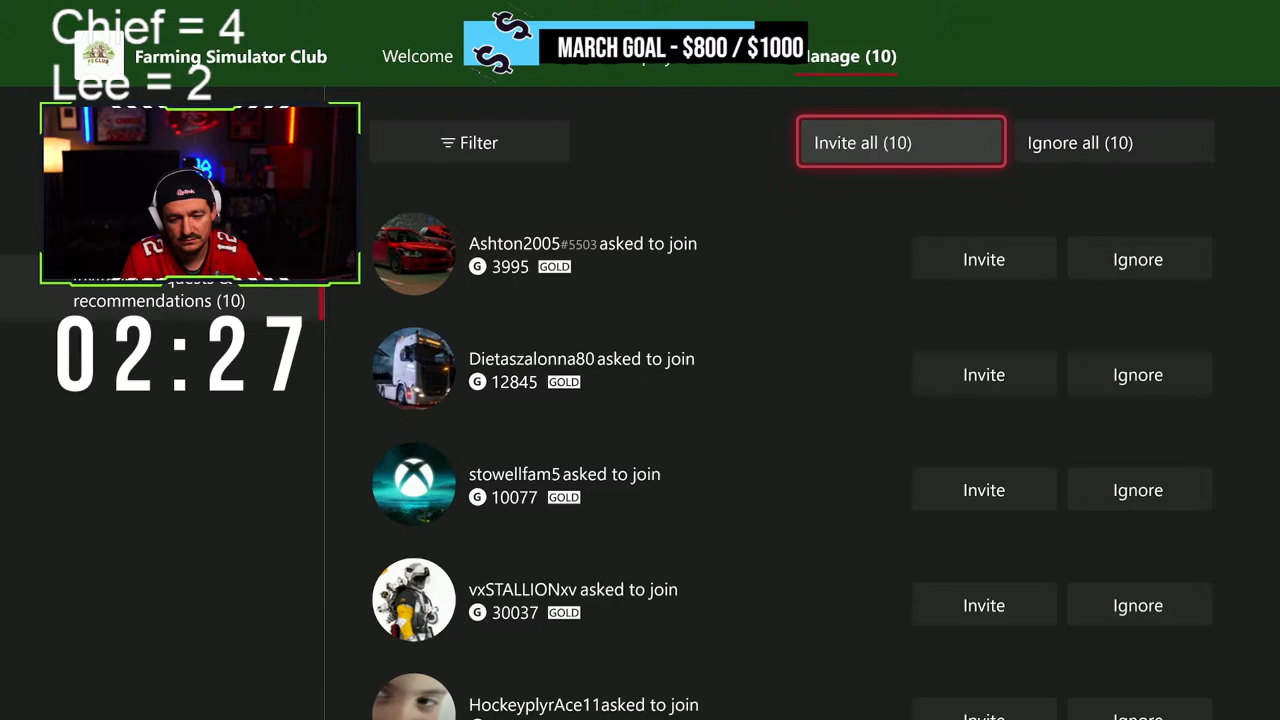 Chief = 4
Lee = 2
Farming Simulator Club
Welcome
MARCH GOAL - $800 / $1000
anage (10)
Filter
Invite all (10)
Ignore all (10)
Ashton2005#5503 asked to join
G 3995 GOLD
Invite
Ignore
recommendations (10)
02:27
Dietaszalonna80 asked to join
G 12845 GOLD
Invite
Ignore
stowellfam5 asked to join
G 10077 GOLD
Invite
Ignore
vxSTALLIONxv asked to join
G 30037 GOLD
Invite
Ignore
HockeyplyrAce11 asked to join